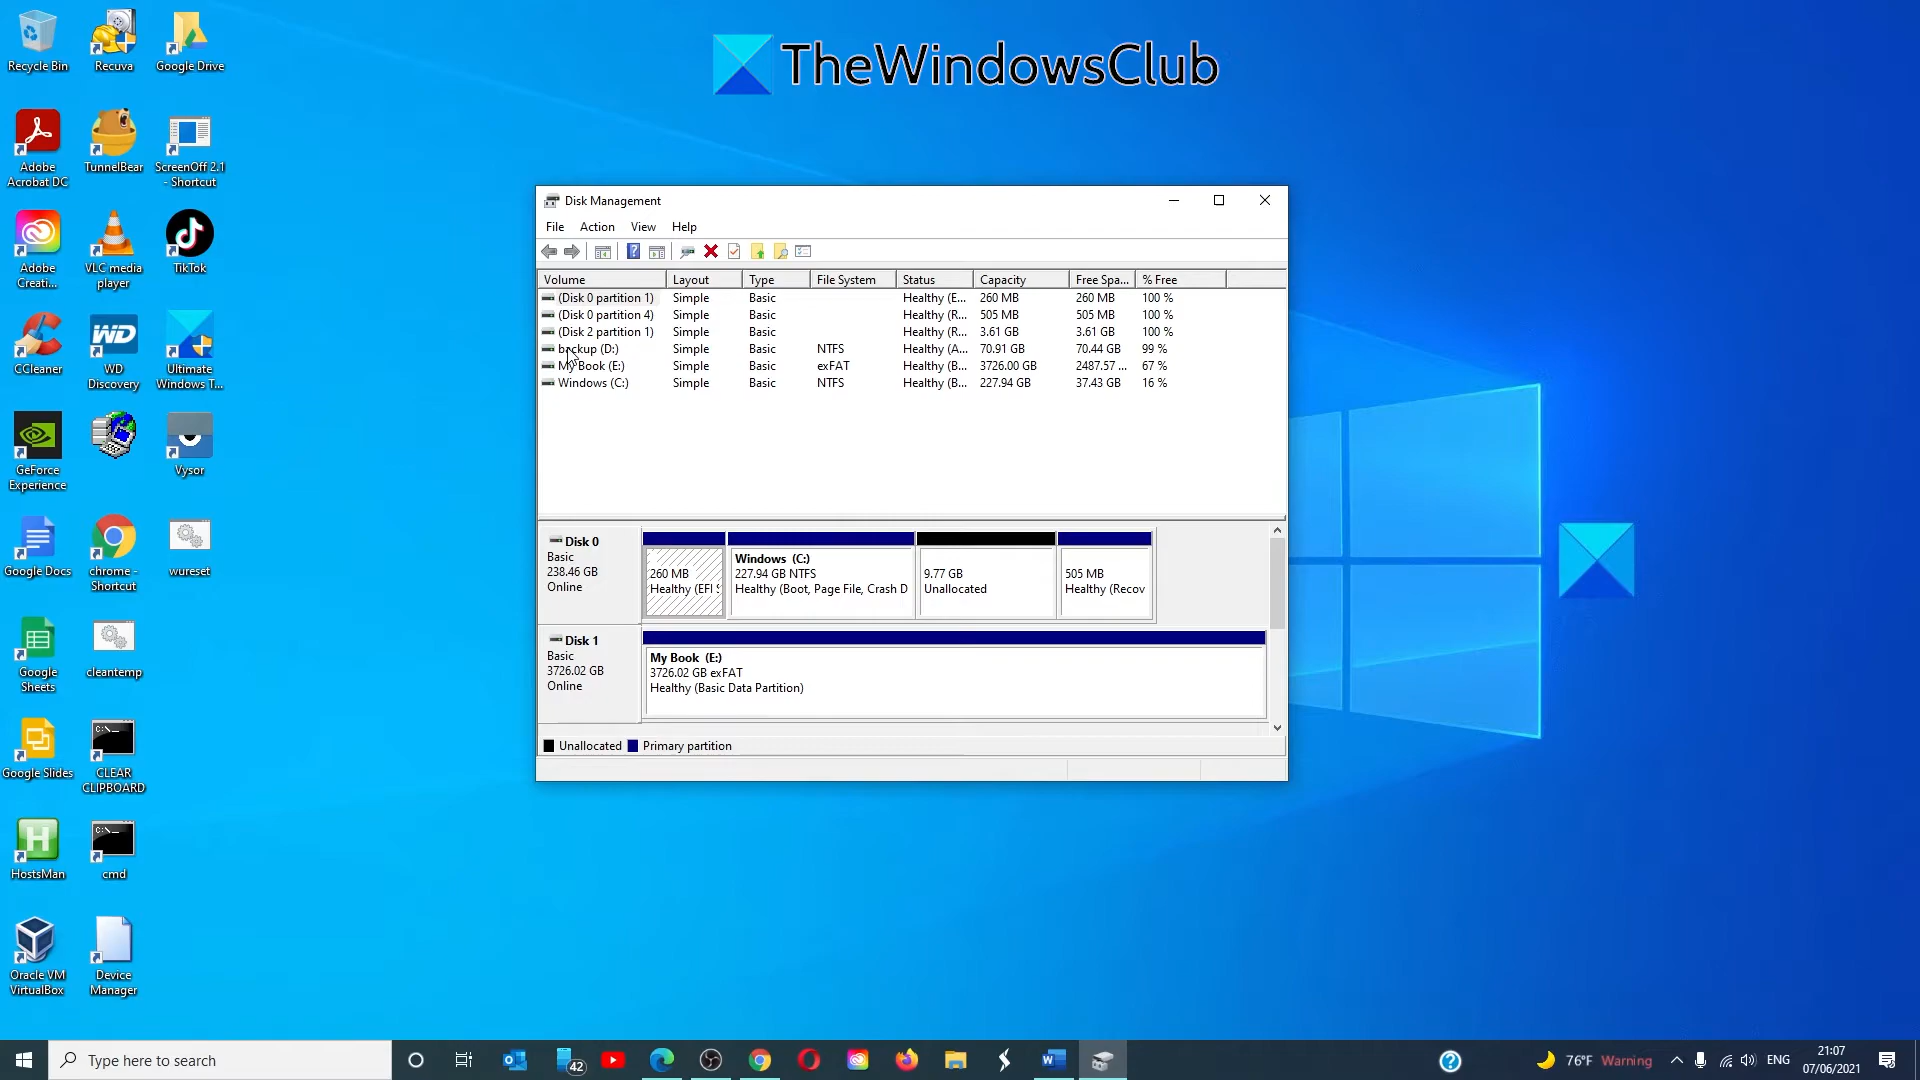 TheWindowsClub
Recycle Bin
Recuva
Google Drive
Adobe
Acrobat DC
TunnelBear
ScreenOff 2.1
- Shortcut
Adobe
Creati...
VLC media
player
TikTok
CCleaner
WD
WD
Discovery
Ultimate
Windows T...
GeForce
Experience
Vysor
Google Docs
chrome -
Shortcut
wureset
Google
Sheets
cleantemp
Google Slides
C:\_
CLEAR
CLIPBOARD
H
HostsMan
C:\_
cmd
Oracle VM
VirtualBox
Device
Manager
Disk Management
File Action View Help
Volume Layout Type File System Status Capacity Free Spa... % Free
(Disk 0 partition 1) Simple Basic Healthy (E... 260 MB 260 MB 100 %
(Disk 0 partition 4) Simple Basic Healthy (R... 505 MB 505 MB 100 %
(Disk 2 partition 1) Simple Basic Healthy (R... 3.61 GB 3.61 GB 100 %
backup (D:) Simple Basic NTFS Healthy (A... 70.91 GB 70.44 GB 99 %
My Book (E:) Simple Basic exFAT Healthy (B... 3726.00 GB 2487.57 ... 67 %
Windows (C:) Simple Basic NTFS Healthy (B... 227.94 GB 37.43 GB 16 %
Disk 0
Basic
238.46 GB
Online
260 MB
Healthy (EFI S
Windows (C:)
227.94 GB NTFS
Healthy (Boot, Page File, Crash D
9.77 GB
Unallocated
505 MB
Healthy (Recov
Disk 1
Basic
3726.02 GB
Online
My Book (E:)
3726.02 GB exFAT
Healthy (Basic Data Partition)
Unallocated Primary partition
Type here to search
42
76°F Warning
ENG
21:07
07/06/2021